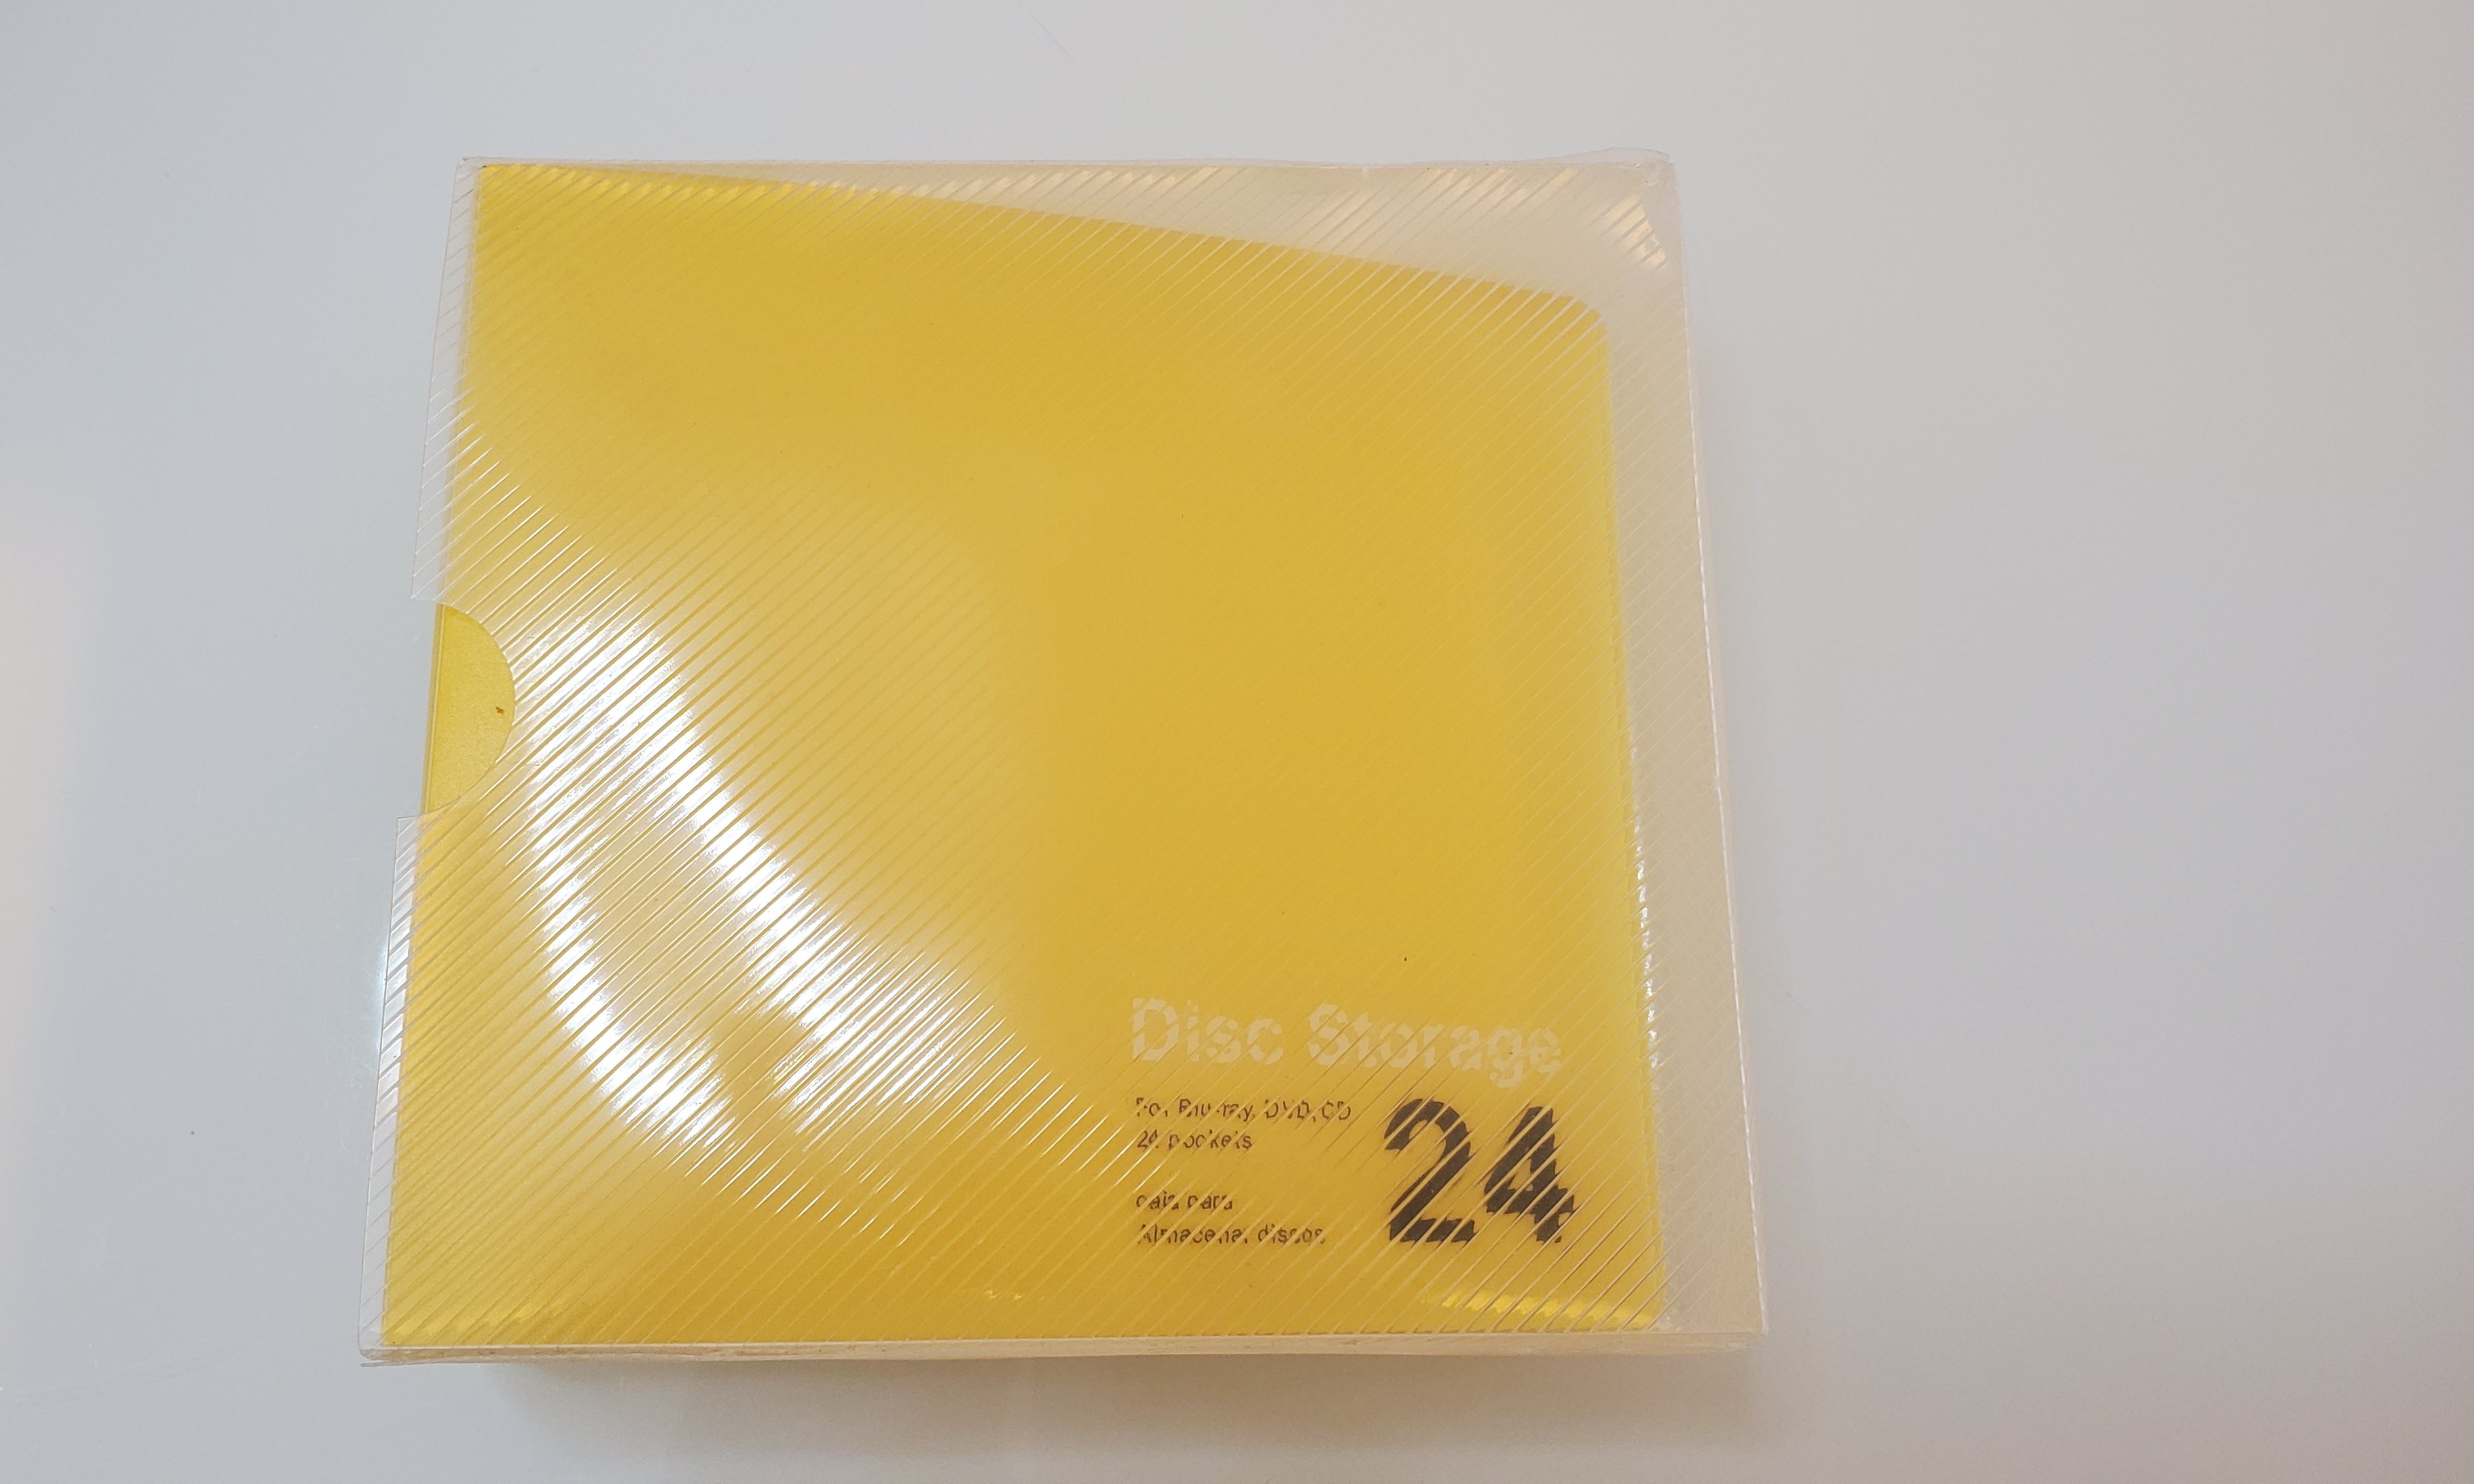 Disc Storage
For Blu-ray, DVD, CD
24 pockets
24
caja para
Almacenar discos